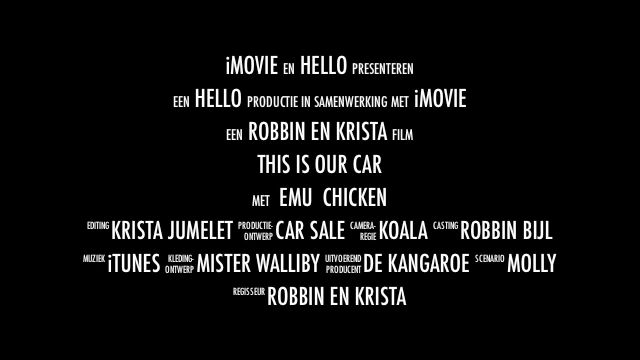 iMOVIE EN HELLO PRESENTEREN
EEN HELLO PRODUCTIE IN SAMENWERKING MET iMOVIE
EEN ROBBIN EN KRISTA FILM
THIS IS OUR CAR
MET EMU CHICKEN
EDITING KRISTA JUMELET PRODUCTIE-ONTWERP CAR SALE CAMERA-REGIE KOALA CASTING ROBBIN BIJL
MUZIEK iTUNES KLEDING-ONTWERP MISTER WALLIBY UITVOEREND PRODUCENT DE KANGAROE SCENARIO MOLLY
REGISSEUR ROBBIN EN KRISTA